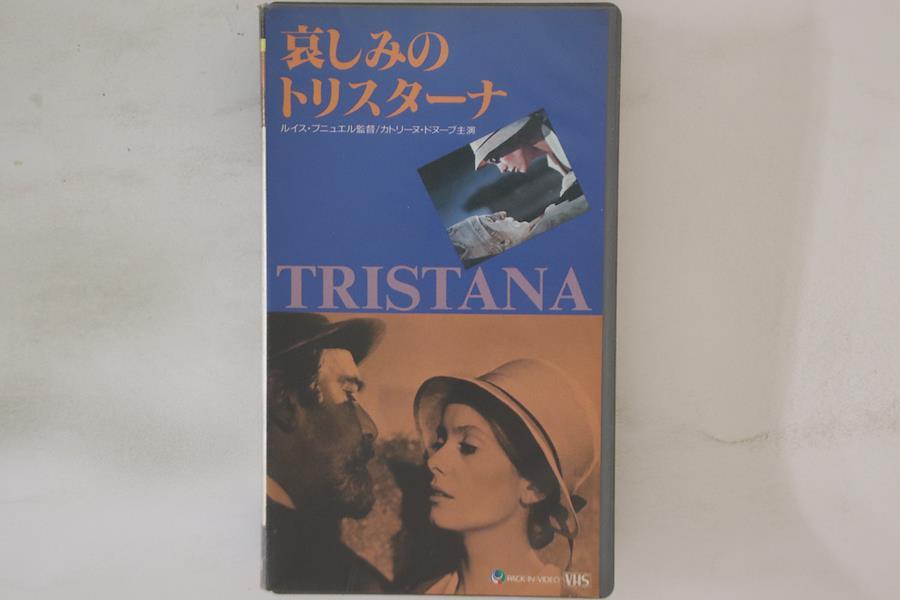 哀しみの
トリスターナ
ルイス・ブニュエル監督/カトリーヌ・ドヌーブ主演
TRISTANA
PACK-IN-VIDEO VHS